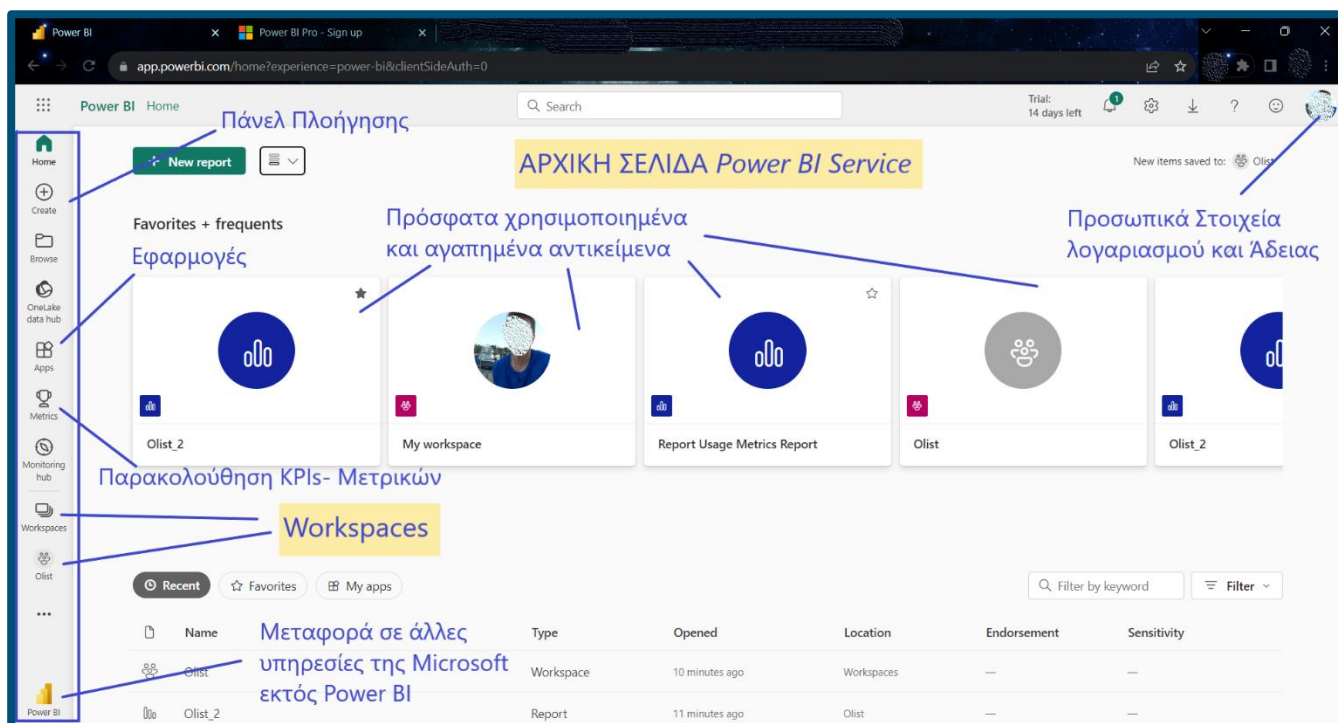 Power BI
Power BI Pro - Sign up
app.powerbi.com/home?experience=power-bi&clientSideAuth=0
Power BI Home
Search
Trial:
14 days left
1
Πάνελ Πλοήγησης
Home
New report
ΑΡΧΙΚΗ ΣΕΛΙΔΑ Power BI Service
New items saved to: Olist
Create
Favorites + frequents
Πρόσφατα χρησιμοποιημένα
και αγαπημένα αντικείμενα
Προσωπικά Στοιχεία
λογαριασμού και Άδειας
Browse
Εφαρμογές
OneLake
data hub
Apps
Metrics
Monitoring
hub
Olist_2
My workspace
Report Usage Metrics Report
Olist
Olist_2
Παρακολούθηση KPIs- Μετρικών
Workspaces
Workspaces
Olist
Recent
Favorites
My apps
Filter by keyword
Filter
Name
Type
Opened
Location
Endorsement
Sensitivity
Μεταφορά σε άλλες
υπηρεσίες της Microsoft
εκτός Power BI
Olist
Workspace
10 minutes ago
Workspaces
—
—
Power BI
Olist_2
Report
11 minutes ago
Olist
—
—